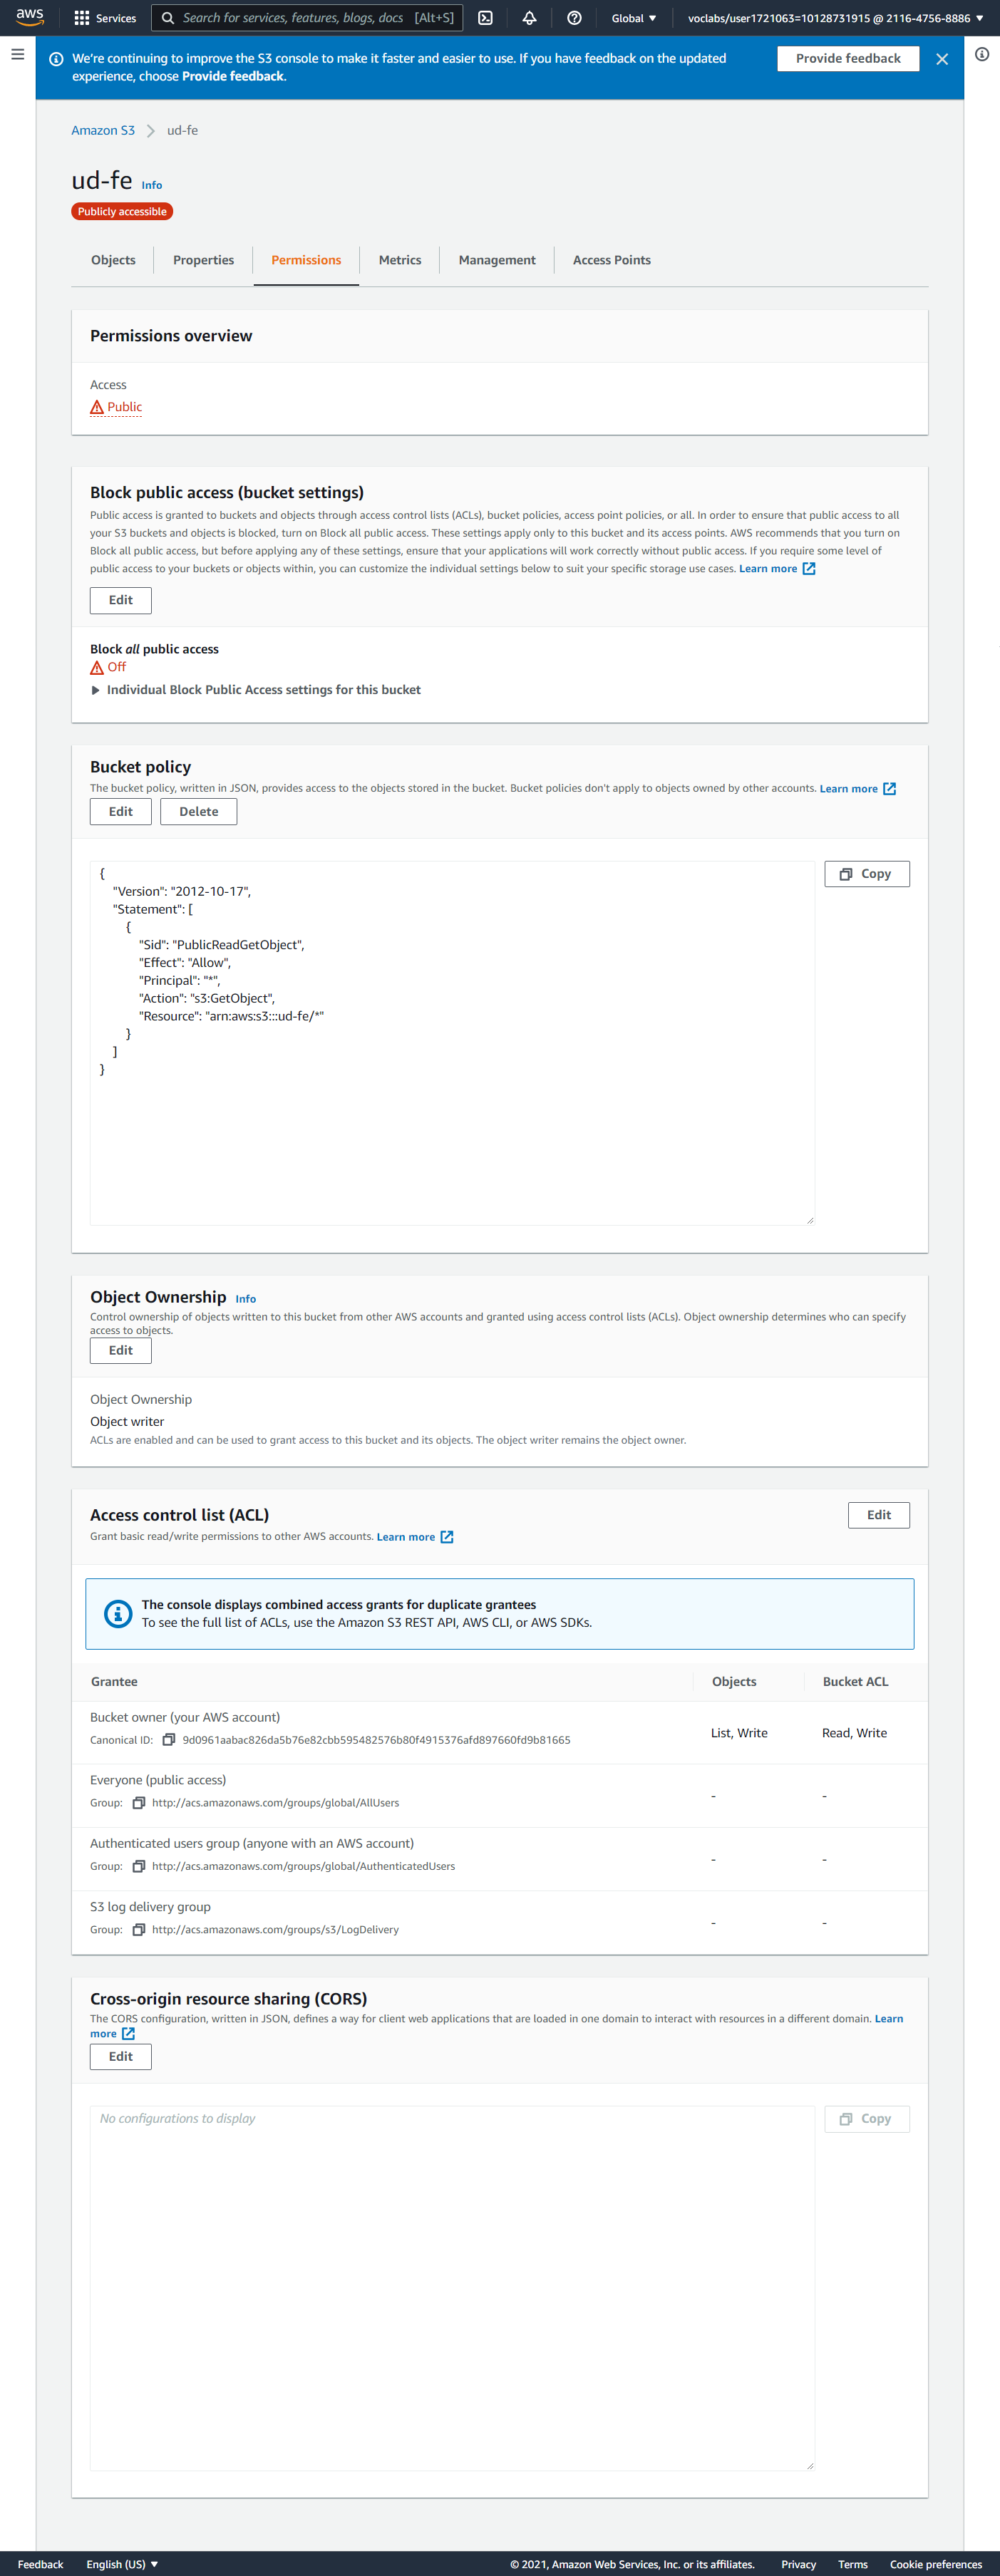 aws
Services
Search for services, features, blogs, docs [Alt+S]
Global
voclabs/user1721063=10128731915 @ 2116-4756-8886
We're continuing to improve the S3 console to make it faster and easier to use. If you have feedback on the updated
experience, choose Provide feedback.
Provide feedback
Amazon S3
ud-fe
ud-fe Info
Publicly accessible
Objects
Properties
Permissions
Metrics
Management
Access Points
Permissions overview
Access
Public
Block public access (bucket settings)
Public access is granted to buckets and objects through access control lists (ACLs), bucket policies, access point policies, or all. In order to ensure that public access to all
your S3 buckets and objects is blocked, turn on Block all public access. These settings apply only to this bucket and its access points. AWS recommends that you turn on
Block all public access, but before applying any of these settings, ensure that your applications will work correctly without public access. If you require some level of
public access to your buckets or objects within, you can customize the individual settings below to suit your specific storage use cases. Learn more
Edit
Block all public access
Off
Individual Block Public Access settings for this bucket
Bucket policy
The bucket policy, written in JSON, provides access to the objects stored in the bucket. Bucket policies don't apply to objects owned by other accounts. Learn more
Edit
Delete
Copy
{
"Version": "2012-10-17",
"Statement": [
{
"Sid": "PublicReadGetObject",
"Effect": "Allow",
"Principal": "*",
"Action": "s3:GetObject",
"Resource": "arn:aws:s3:::ud-fe/*"
}
]
}
Object Ownership Info
Control ownership of objects written to this bucket from other AWS accounts and granted using access control lists (ACLs). Object ownership determines who can specify
access to objects.
Edit
Object Ownership
Object writer
ACLs are enabled and can be used to grant access to this bucket and its objects. The object writer remains the object owner.
Access control list (ACL)
Grant basic read/write permissions to other AWS accounts. Learn more
Edit
The console displays combined access grants for duplicate grantees
To see the full list of ACLs, use the Amazon S3 REST API, AWS CLI, or AWS SDKs.
Grantee
Objects
Bucket ACL
Bucket owner (your AWS account)
Canonical ID: 9d0961aabac826da5b76e82cbb595482576b80f4915376afd897660fd9b81665
List, Write
Read, Write
Everyone (public access)
Group: http://acs.amazonaws.com/groups/global/AllUsers
-
-
Authenticated users group (anyone with an AWS account)
Group: http://acs.amazonaws.com/groups/global/AuthenticatedUsers
-
-
S3 log delivery group
Group: http://acs.amazonaws.com/groups/s3/LogDelivery
-
-
Cross-origin resource sharing (CORS)
The CORS configuration, written in JSON, defines a way for client web applications that are loaded in one domain to interact with resources in a different domain. Learn
more
Edit
No configurations to display
Copy
Feedback
English (US)
© 2021, Amazon Web Services, Inc. or its affiliates.
Privacy
Terms
Cookie preferences